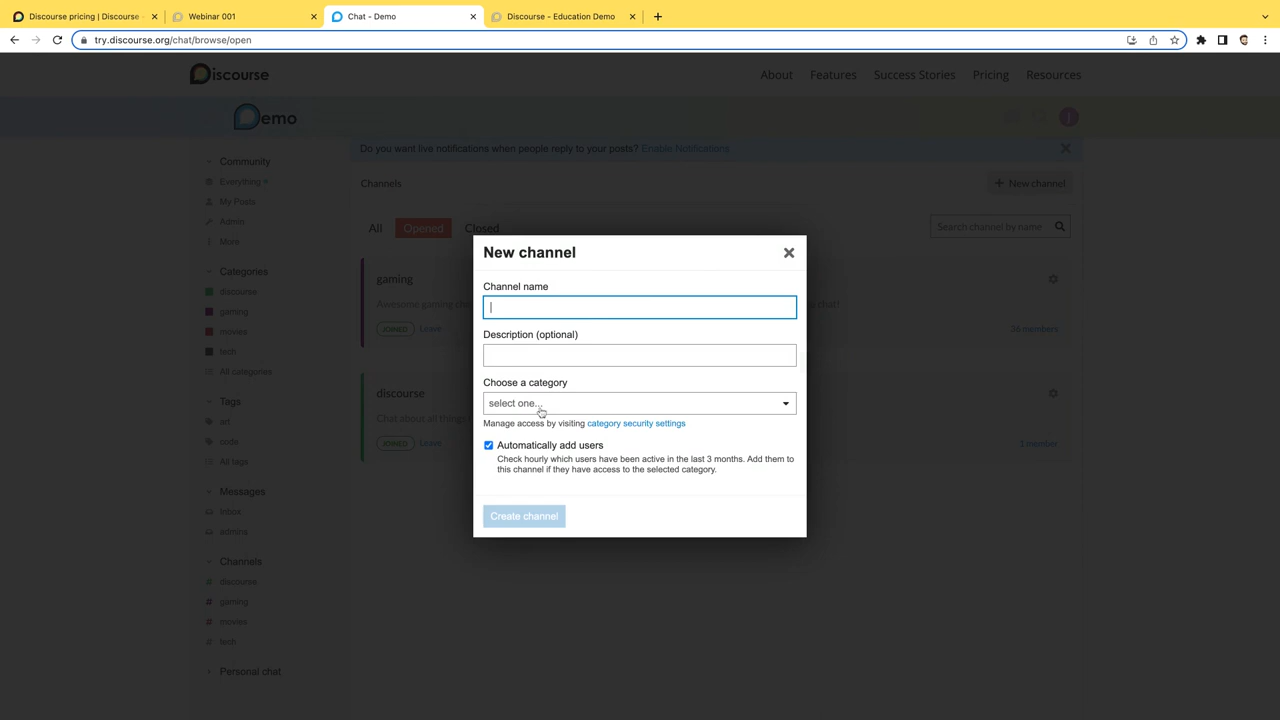 Discourse pricing | Discourse -
Webinar 001
Chat - Demo
Discourse - Education Demo
try.discourse.org/chat/browse/open
Discourse
About
Features
Success Stories
Pricing
Resources
Demo
Do you want live notifications when people reply to your posts? Enable Notifications
Community
Everything
My Posts
Admin
More
Categories
discourse
gaming
movies
tech
All categories
Tags
art
code
All tags
Messages
Inbox
admins
Channels
discourse
gaming
movies
tech
Personal chat
Channels
+ New channel
All
Opened
Closed
Search channel by name
gaming
Awesome gaming
chat!
JOINED
Leave
36 members
discourse
Chat about all things
JOINED
Leave
1 member
New channel
Channel name
Description (optional)
Choose a category
select one...
Manage access by visiting category security settings
Automatically add users
Check hourly which users have been active in the last 3 months. Add them to
this channel if they have access to the selected category.
Create channel